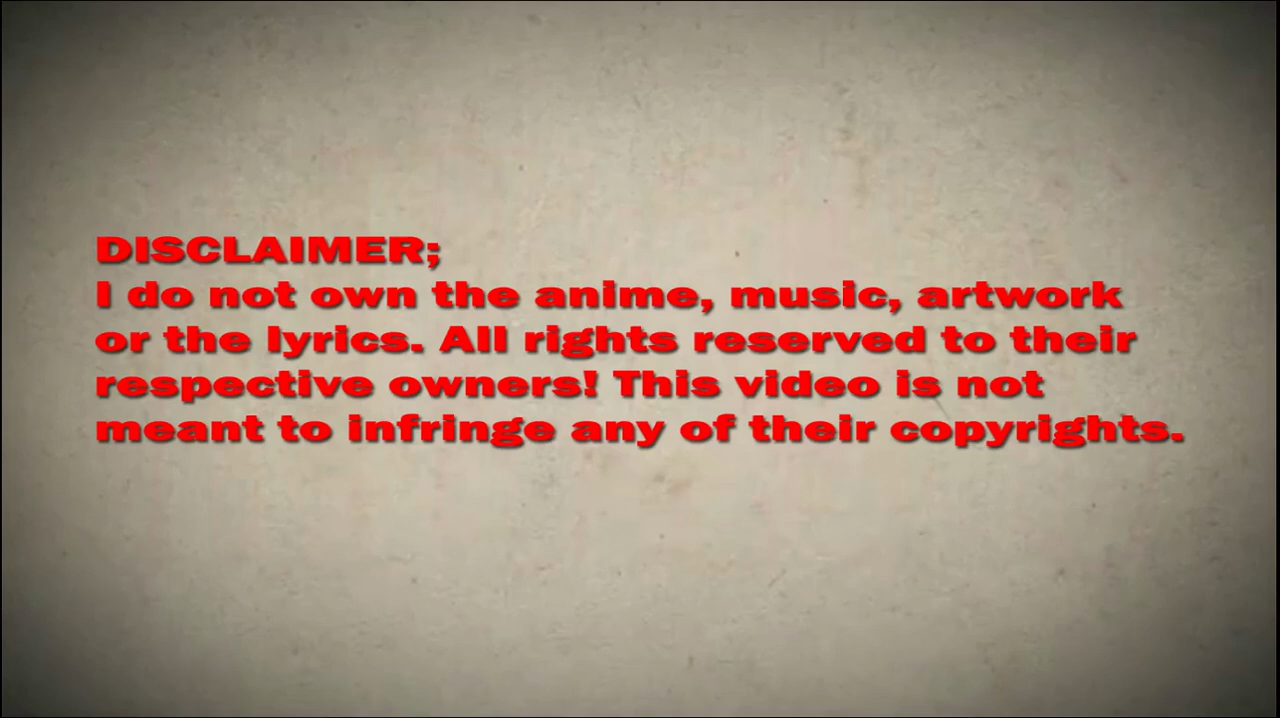 DISCLAIMER;
I do not own the anime, music, artwork
or the lyrics. All rights reserved to their
respective owners! This video is not
meant to infringe any of their copyrights.